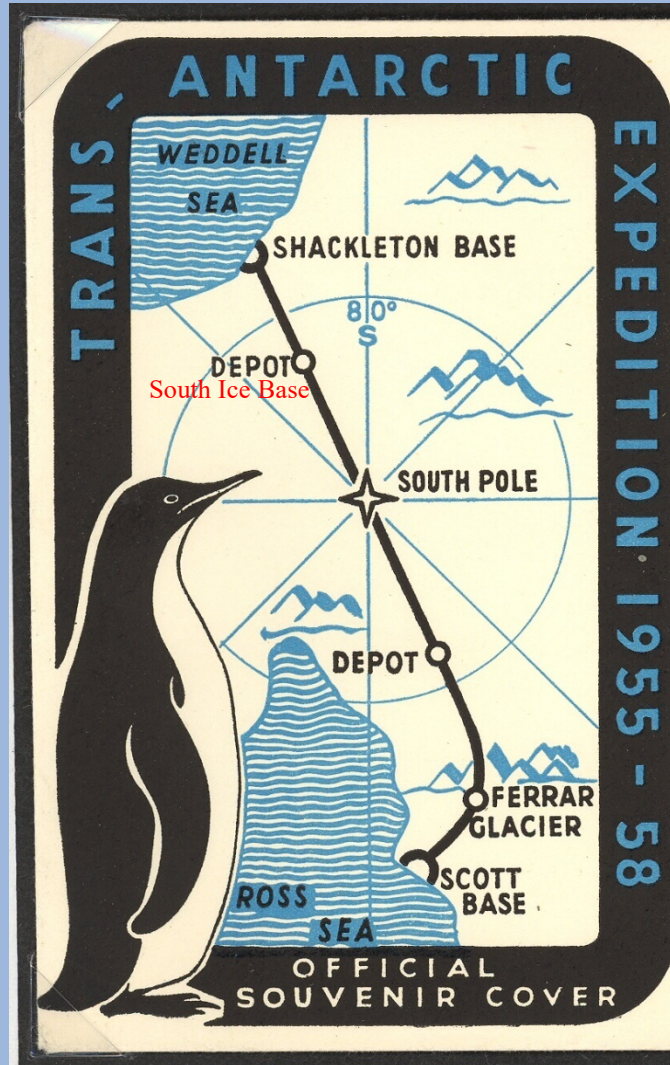 TRANS-ANTARCTIC EXPEDITION 1955-58
WEDDELL
SEA
SHACKLETON BASE
80°
S
DEPOT
South Ice Base
SOUTH POLE
DEPOT
FERRAR
GLACIER
SCOTT
BASE
ROSS
SEA
OFFICIAL
SOUVENIR COVER